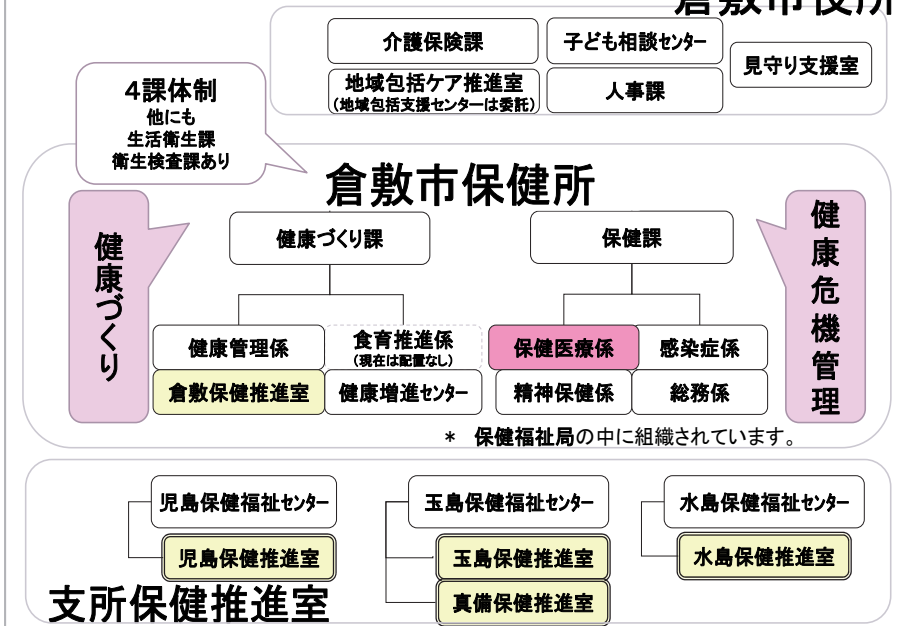 倉敷市役所
介護保険課
子ども相談センター
見守り支援室
地域包括ケア推進室
(地域包括支援センターは委託)
人事課
4課体制
他にも
生活衛生課
衛生検査課あり
倉敷市保健所
健康づくり
健康危機管理
健康づくり課
保健課
健康管理係
食育推進係
(現在は配置なし)
保健医療係
感染症係
倉敷保健推進室
健康増進センター
精神保健係
総務係
* 保健福祉局の中に組織されています。
児島保健福祉センター
玉島保健福祉センター
水島保健福祉センター
児島保健推進室
玉島保健推進室
水島保健推進室
真備保健推進室
支所保健推進室